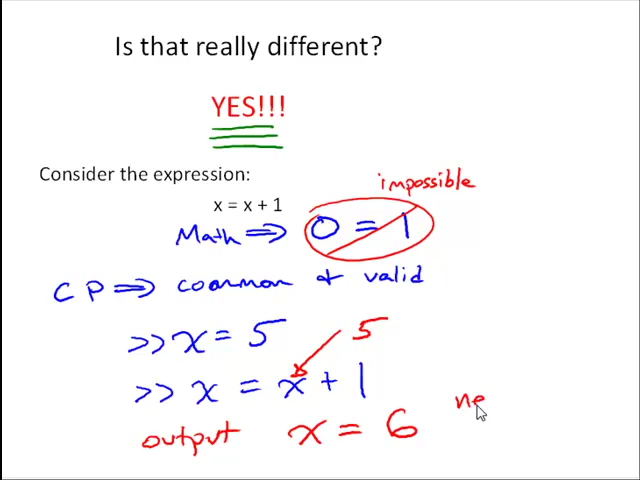 Is that really different?
YES!!!
Consider the expression:
impossible
x = x + 1
Math ⇒ 0 = 1
CP ⇒ common + valid
>> x = 5 5
>> x = x + 1
ne
output x = 6